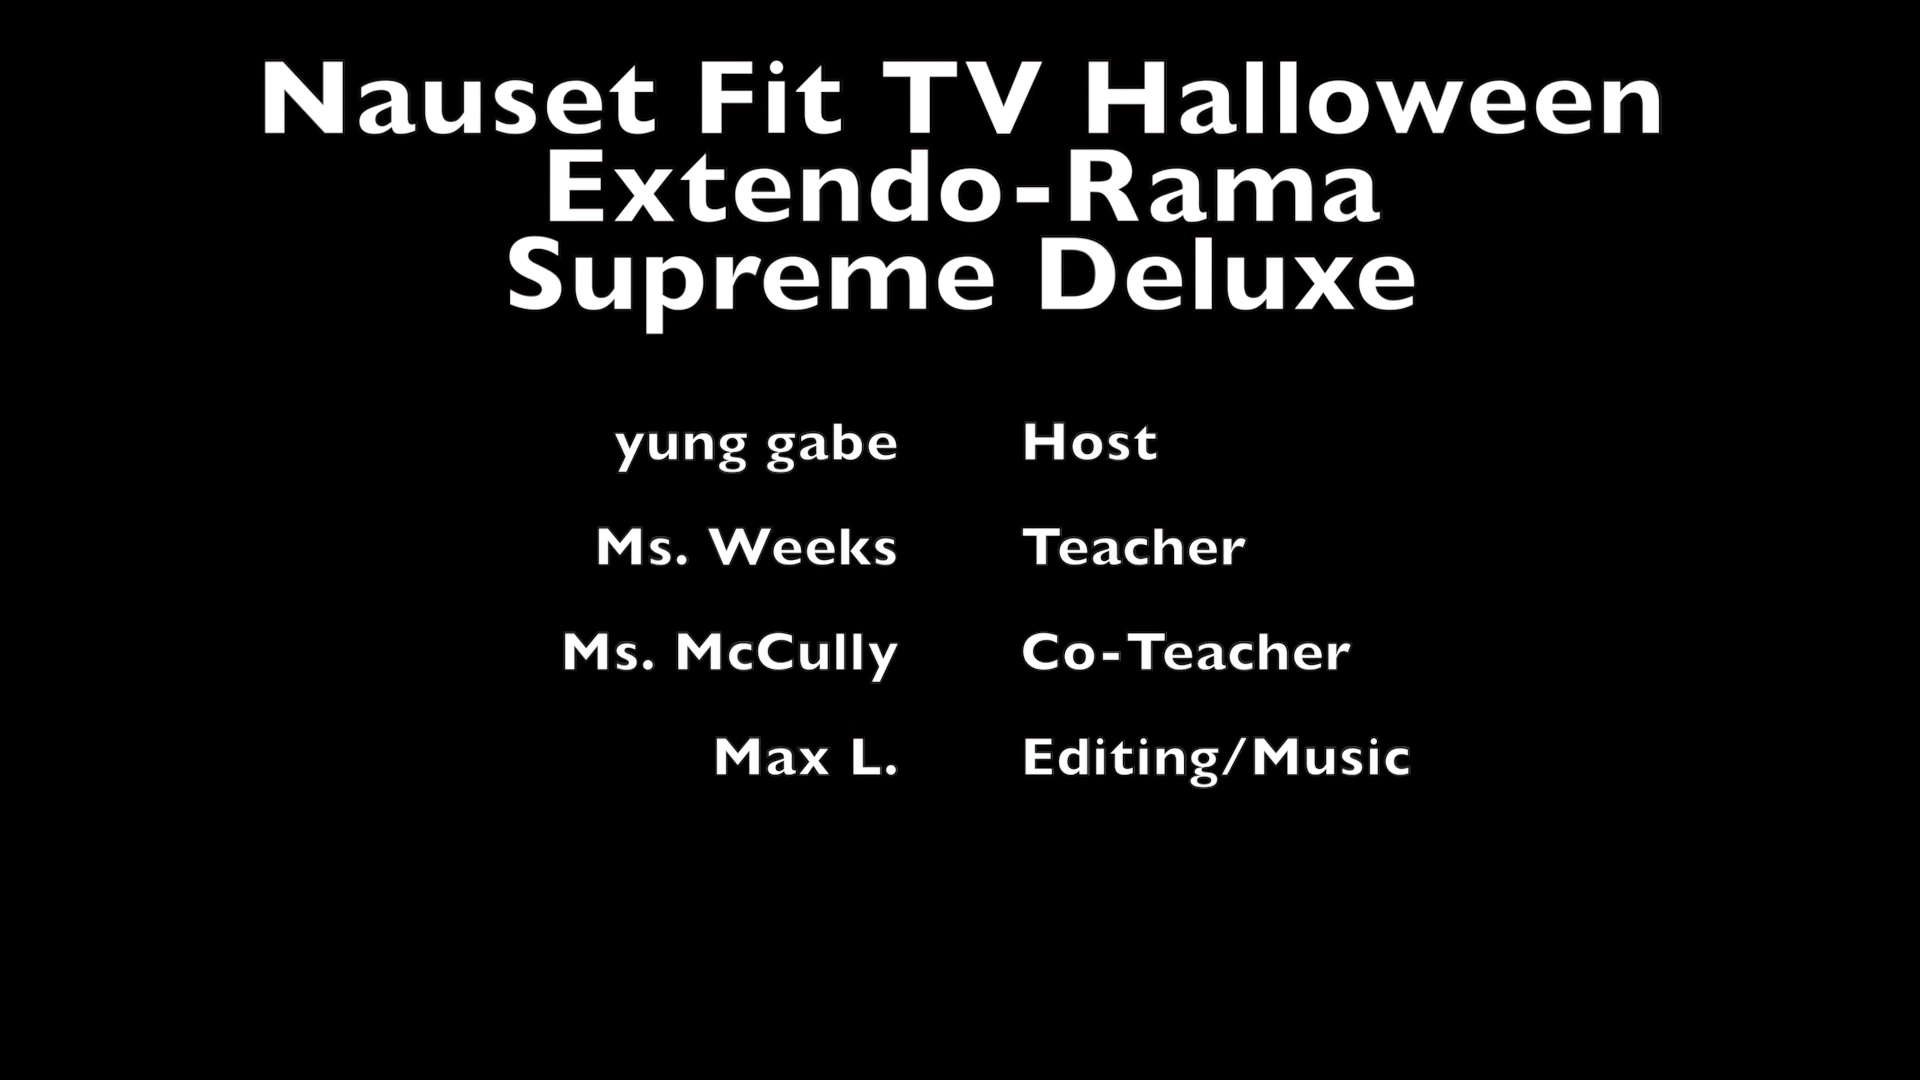 Nauset Fit TV Halloween
Extendo-Rama
Supreme Deluxe
yung gabe Host
Ms. Weeks Teacher
Ms. McCully Co-Teacher
Max L. Editing/Music